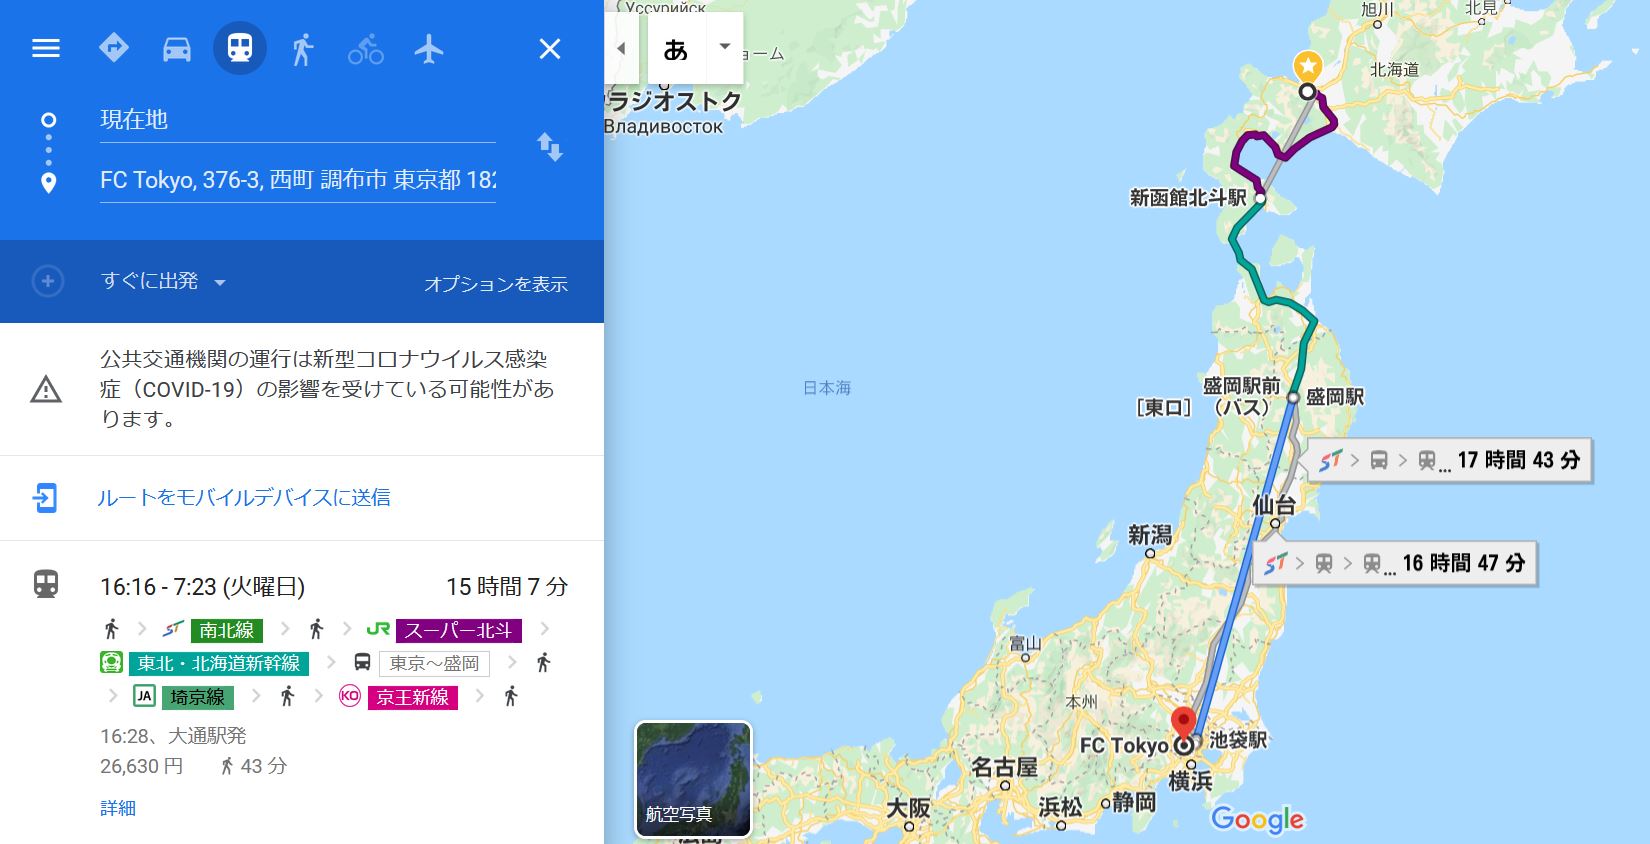 現在地
FC Tokyo, 376-3, 西町 調布市 東京都 182
すぐに出発
オプションを表示
公共交通機関の運行は新型コロナウイルス感染
症（COVID-19）の影響を受けている可能性があ
ります。
ルートをモバイルデバイスに送信
16:16 - 7:23 (火曜日)
15 時間 7 分
ST 南北線 JR スーパー北斗
東北・北海道新幹線 東京～盛岡
JA 埼京線 KO 京王新線
16:28、大通駅発
26,630 円 43 分
詳細
あ
Уссурийск
ョーム
ラジオストク
Владивосток
旭川
北見
北海道
新函館北斗駅
日本海
盛岡駅前
［東口］（バス）
盛岡駅
ST ... 17 時間 43 分
仙台
新潟
ST ... 16 時間 47 分
富山
本州
FC Tokyo
池袋駅
名古屋
横浜
大阪
浜松
静岡
航空写真
Google